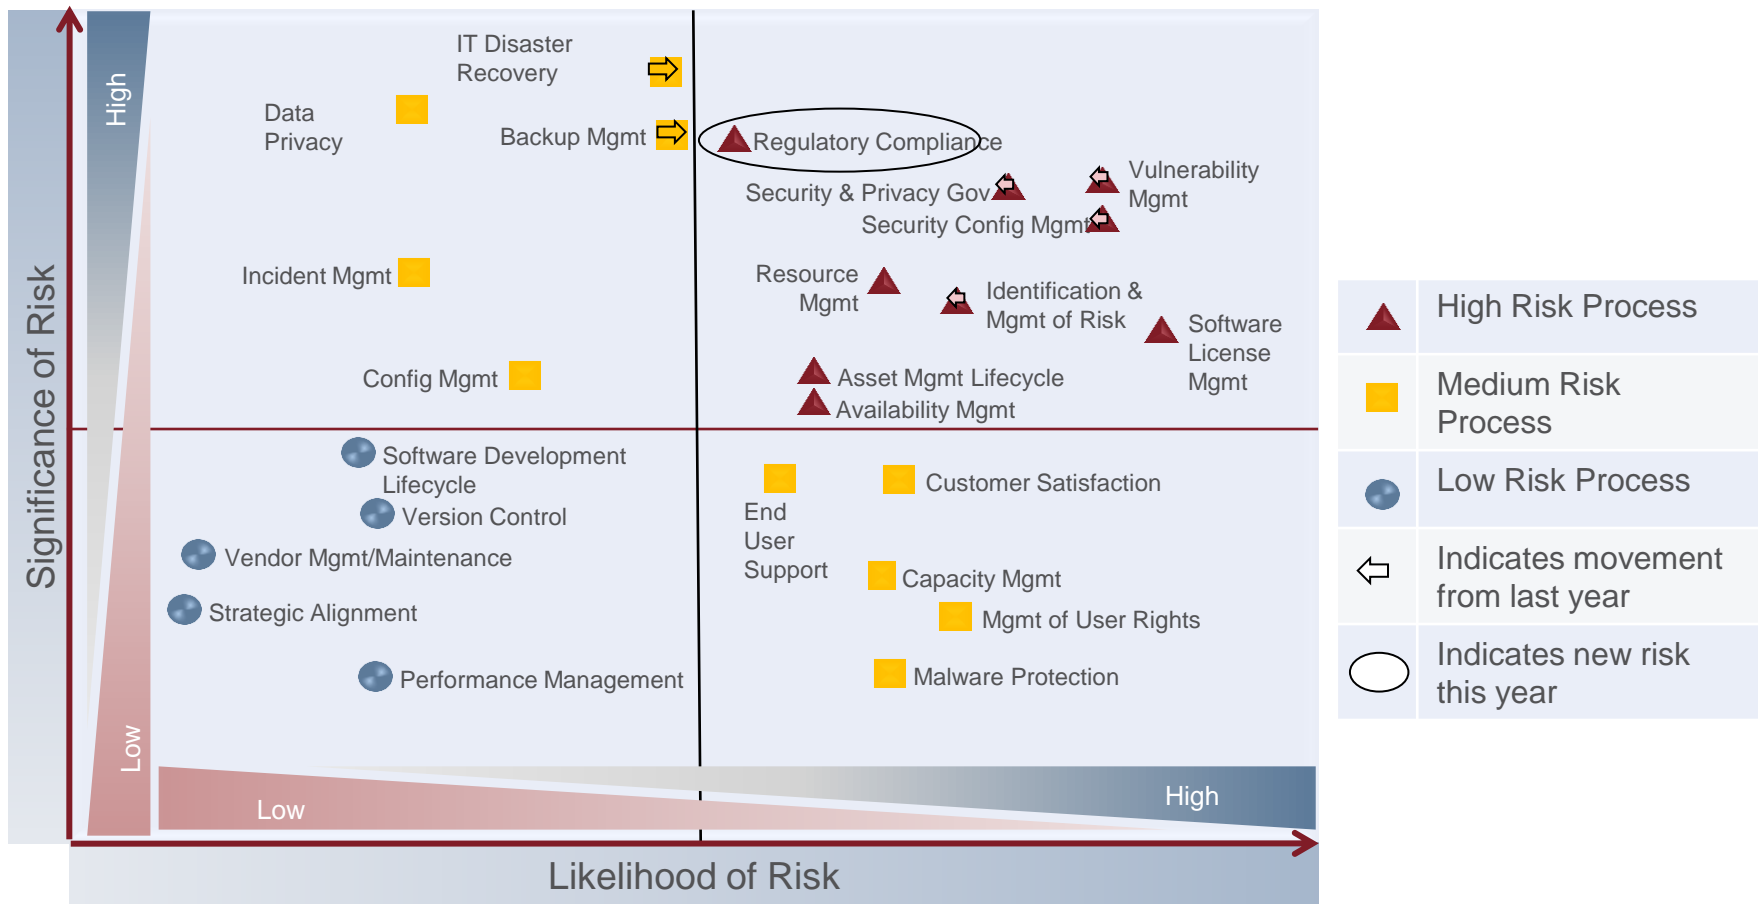 Significance of Risk
High
Low
IT Disaster
Recovery
Data
Privacy
Backup Mgmt
Regulatory Compliance
Security & Privacy Gov
Vulnerability
Mgmt
Security Config Mgmt
Incident Mgmt
Resource
Mgmt
Identification &
Mgmt of Risk
Software
License
Mgmt
Config Mgmt
Asset Mgmt Lifecycle
Availability Mgmt
Software Development
Lifecycle
Version Control
Vendor Mgmt/Maintenance
Strategic Alignment
Performance Management
End
User
Support
Customer Satisfaction
Capacity Mgmt
Mgmt of User Rights
Malware Protection
Low
High
Likelihood of Risk
High Risk Process
Medium Risk
Process
Low Risk Process
Indicates movement
from last year
Indicates new risk
this year